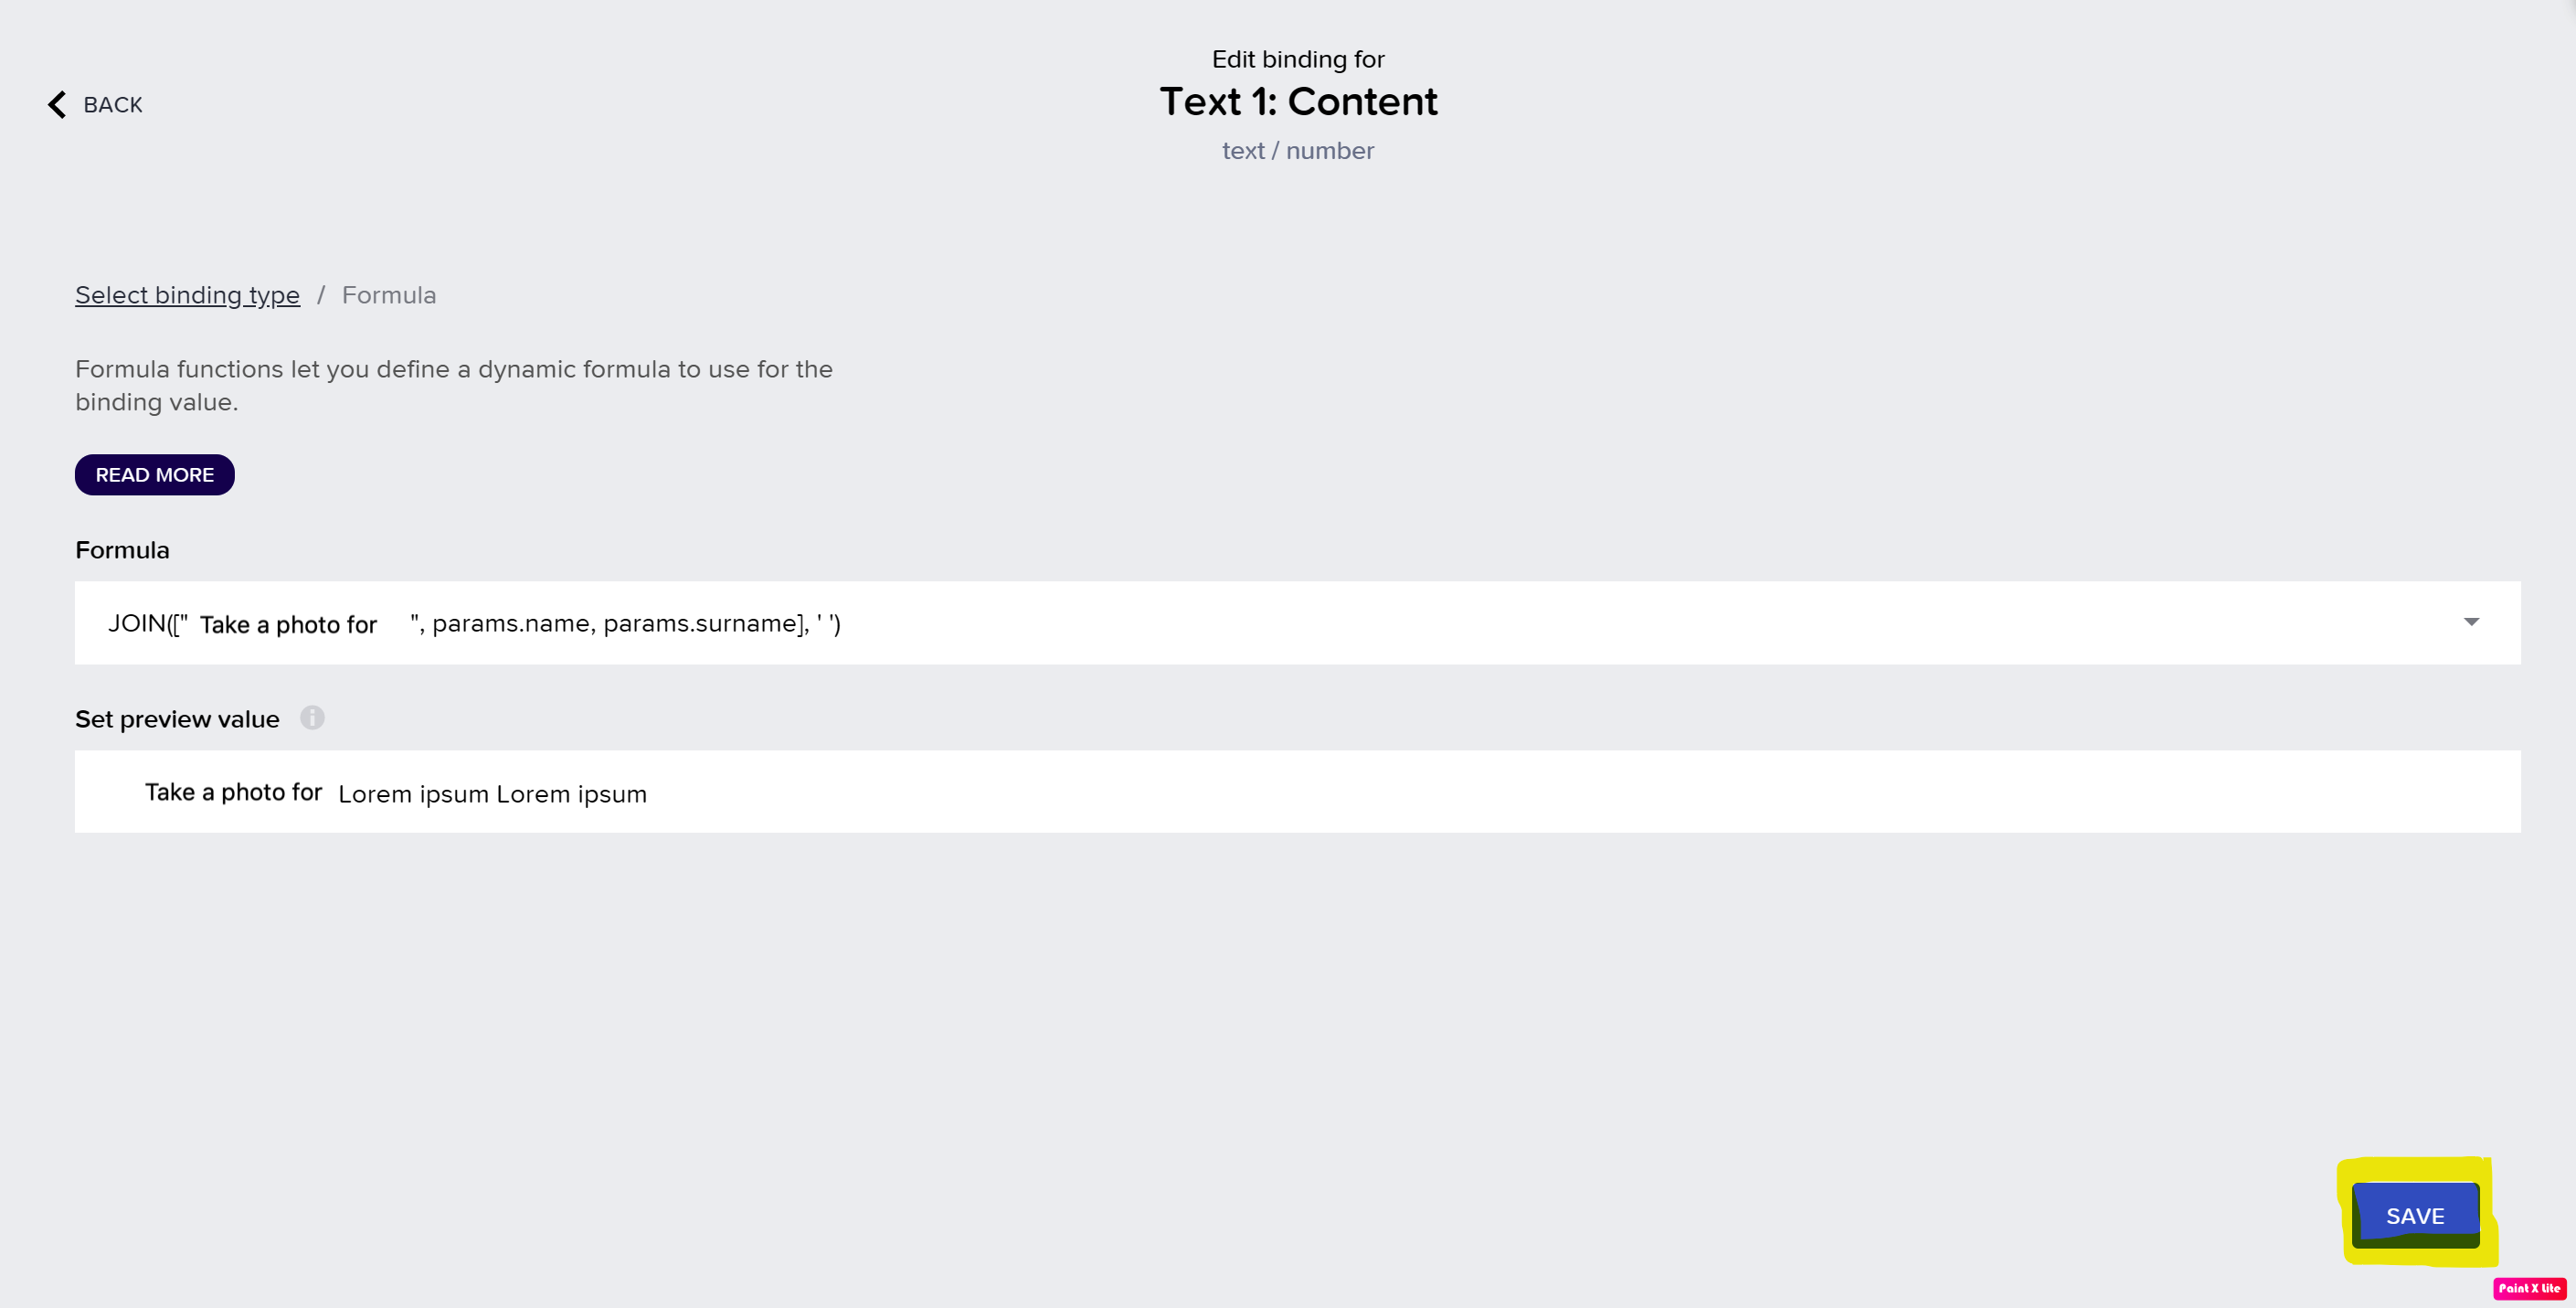 Edit binding for
BACK
Text 1: Content
text / number
Select binding type / Formula
Formula functions let you define a dynamic formula to use for the
binding value.
READ MORE
Formula
JOIN([" Take a photo for ", params.name, params.surname], ' ')
Set preview value
Take a photo for Lorem ipsum Lorem ipsum
SAVE
Paint X Lite